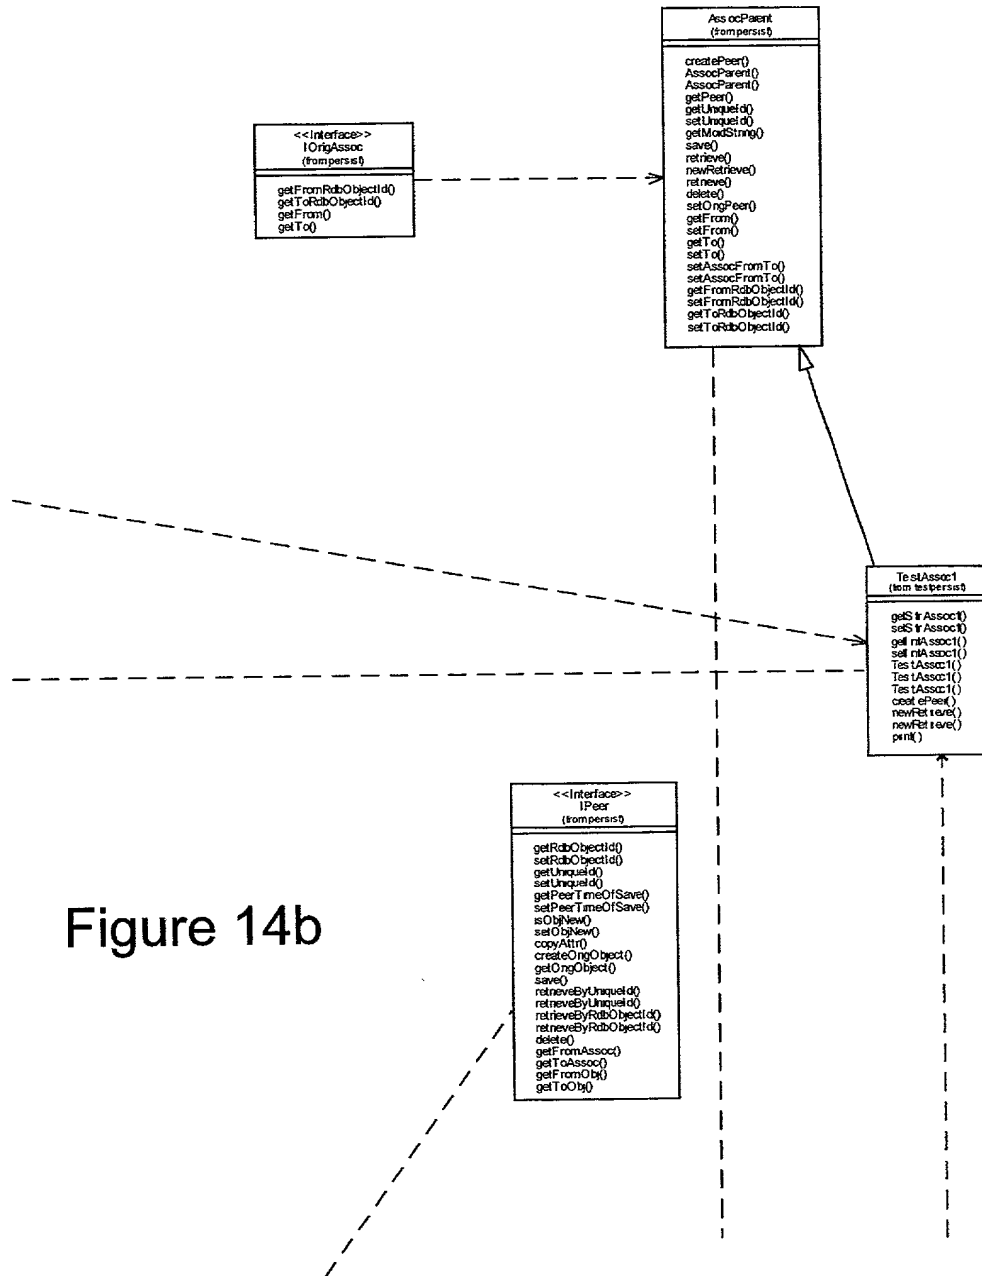 AssocParent
(from persist)
createPeer()
AssocParent()
AssocParent()
getPeer()
getUniqueId()
setUniqueId()
getMoidString()
save()
retrieve()
newRetrieve()
retrieve()
delete()
setOrigPeer()
getFrom()
setFrom()
getTo()
setTo()
setAssocFromTo()
setAssocFromTo()
getFromRdbObjectId()
setFromRdbObjectId()
getToRdbObjectId()
setToRdbObjectId()
<<Interface>>
IOrigAssoc
(from persist)
getFromRdbObjectId()
getToRdbObjectId()
getFrom()
getTo()
TestAssoc1
(from testpersist)
getStrAssoc1()
setStrAssoc1()
getIntAssoc1()
setIntAssoc1()
TestAssoc1()
TestAssoc1()
TestAssoc1()
createPeer()
newRetrieve()
newRetrieve()
print()
<<Interface>>
IPeer
(from persist)
getRdbObjectId()
setRdbObjectId()
getUniqueId()
setUniqueId()
getPeerTimeOfSave()
setPeerTimeOfSave()
isObjNew()
setObjNew()
copyAttr()
createOrigObject()
getOrigObject()
save()
retrieveByUniqueId()
retrieveByUniqueId()
retrieveByRdbObjectId()
retrieveByRdbObjectId()
delete()
getFromAssoc()
getToAssoc()
getFromObj()
getToObj()
Figure 14b